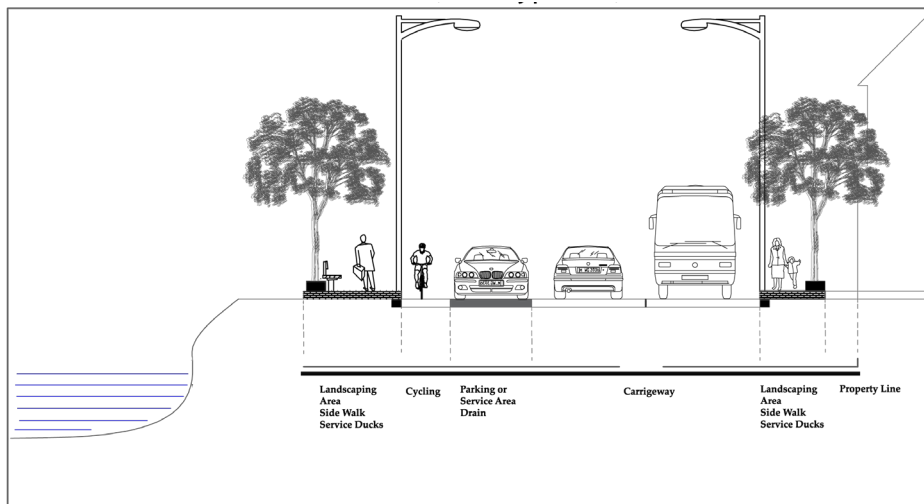 Landscaping
Area
Side Walk
Service Ducks
Cycling
Parking or
Service Area
Drain
Carrigeway
Landscaping
Area
Side Walk
Service Ducks
Property Line